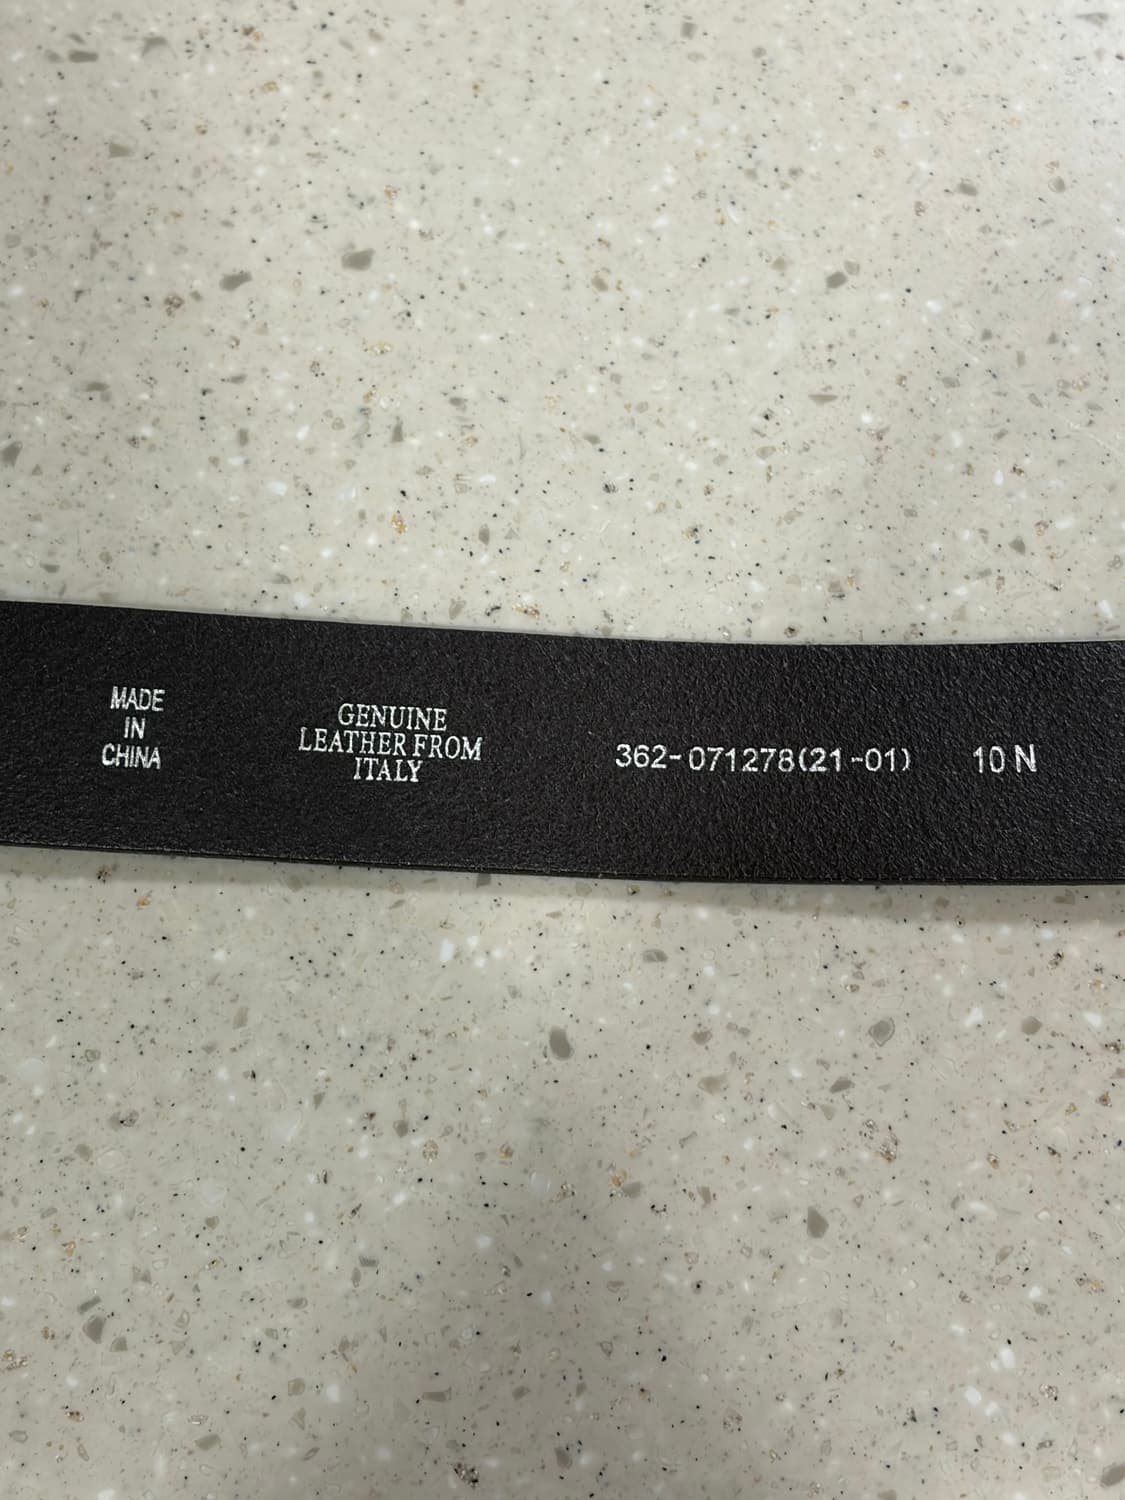 MADE
IN
CHINA
GENUINE
LEATHER FROM
ITALY
362-071278(21-01) 10 N